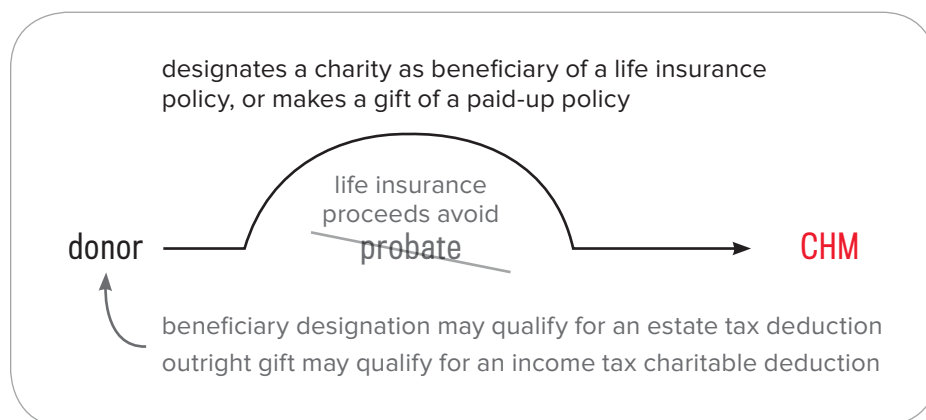 designates a charity as beneficiary of a life insurance
policy, or makes a gift of a paid-up policy
life insurance
proceeds avoid
donor probate CHM
beneficiary designation may qualify for an estate tax deduction
outright gift may qualify for an income tax charitable deduction